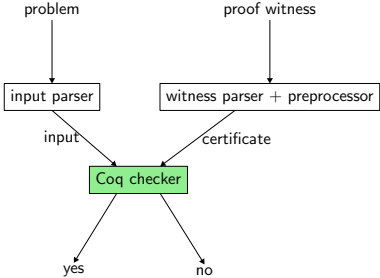 problem
proof witness
input parser
witness parser + preprocessor
input
certificate
Coq checker
yes
no